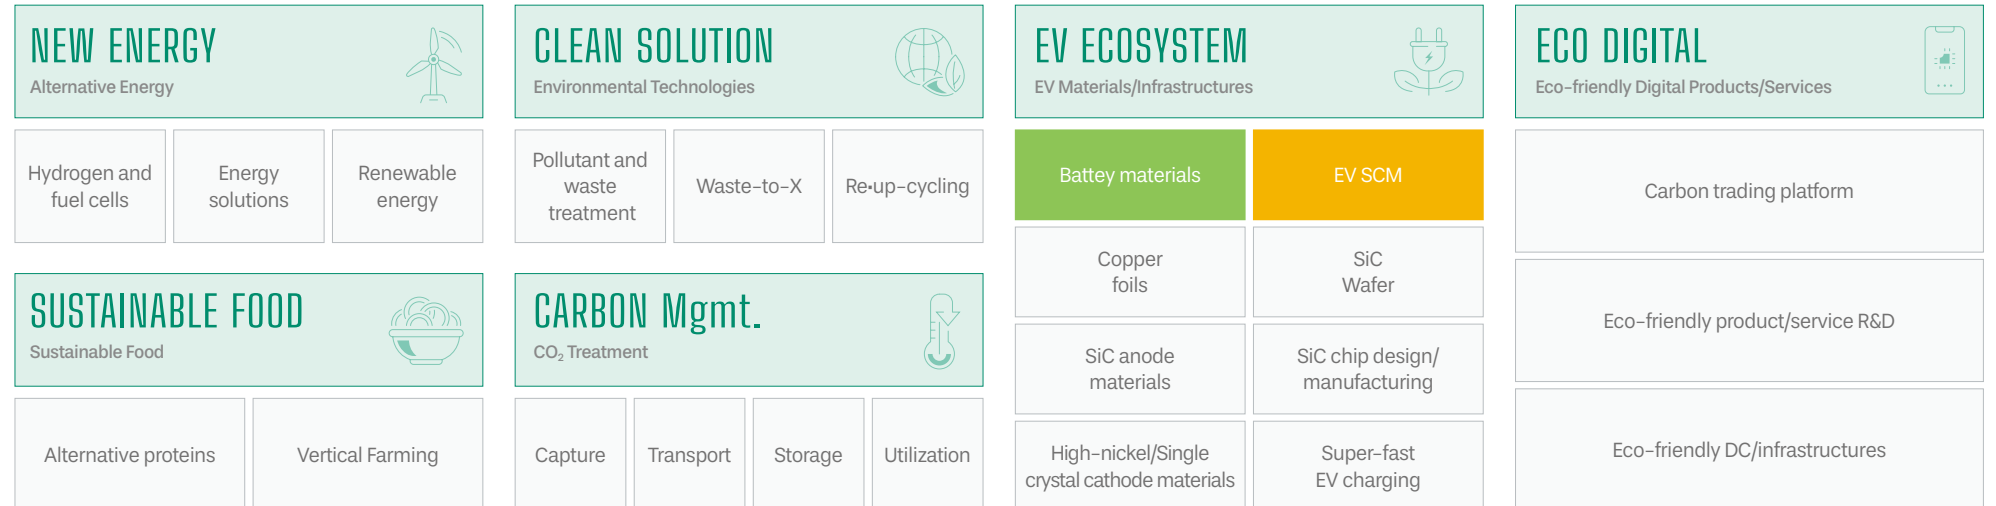 NEW ENERGY
Alternative Energy
Hydrogen and
fuel cells
Energy
solutions
Renewable
energy
SUSTAINABLE FOOD
Sustainable Food
Alternative proteins
Vertical Farming
CLEAN SOLUTION
Environmental Technologies
Pollutant and
waste
treatment
Waste-to-X
Re•up-cycling
CARBON Mgmt.
CO₂ Treatment
Capture
Transport
Storage
Utilization
EV ECOSYSTEM
EV Materials/Infrastructures
Battey materials
Copper
foils
SiC anode
materials
High-nickel/Single
crystal cathode materials
EV SCM
SiC
Wafer
SiC chip design/
manufacturing
Super-fast
EV charging
ECO DIGITAL
Eco-friendly Digital Products/Services
Carbon trading platform
Eco-friendly product/service R&D
Eco-friendly DC/infrastructures